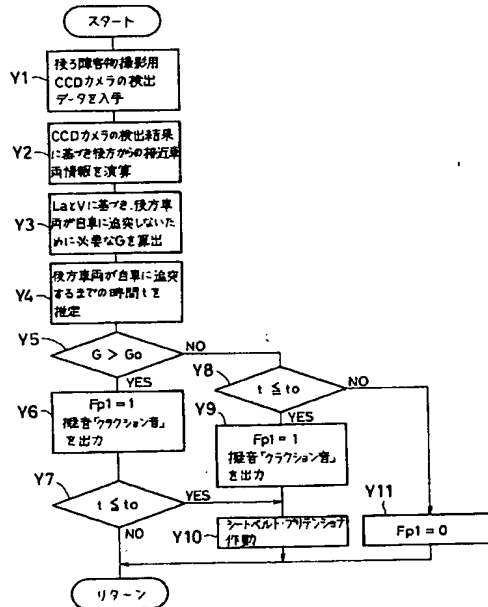 スタート
Y1
後ろ障害物撮影用
CCDカメラの検出
データを入手
Y2
CCDカメラの検出結果
に基づき後方からの接近車
両情報を演算
Y3
LaとVに基づき、後方車
両が自車に追突しないた
めに必要なGを算出
Y4
後方車両が自車に追突
するまでの時間tを
推定
Y5
G > Go
NO
YES
Y8
t ≦ to
NO
YES
Y6
Fp1 = 1
擬音「クラクション音」
を出力
Y9
Fp1 = 1
擬音「クラクション音」
を出力
Y7
t ≦ to
YES
NO
Y10
シートベルト・プリテンショナ
作動
Y11
Fp1 = 0
リターン